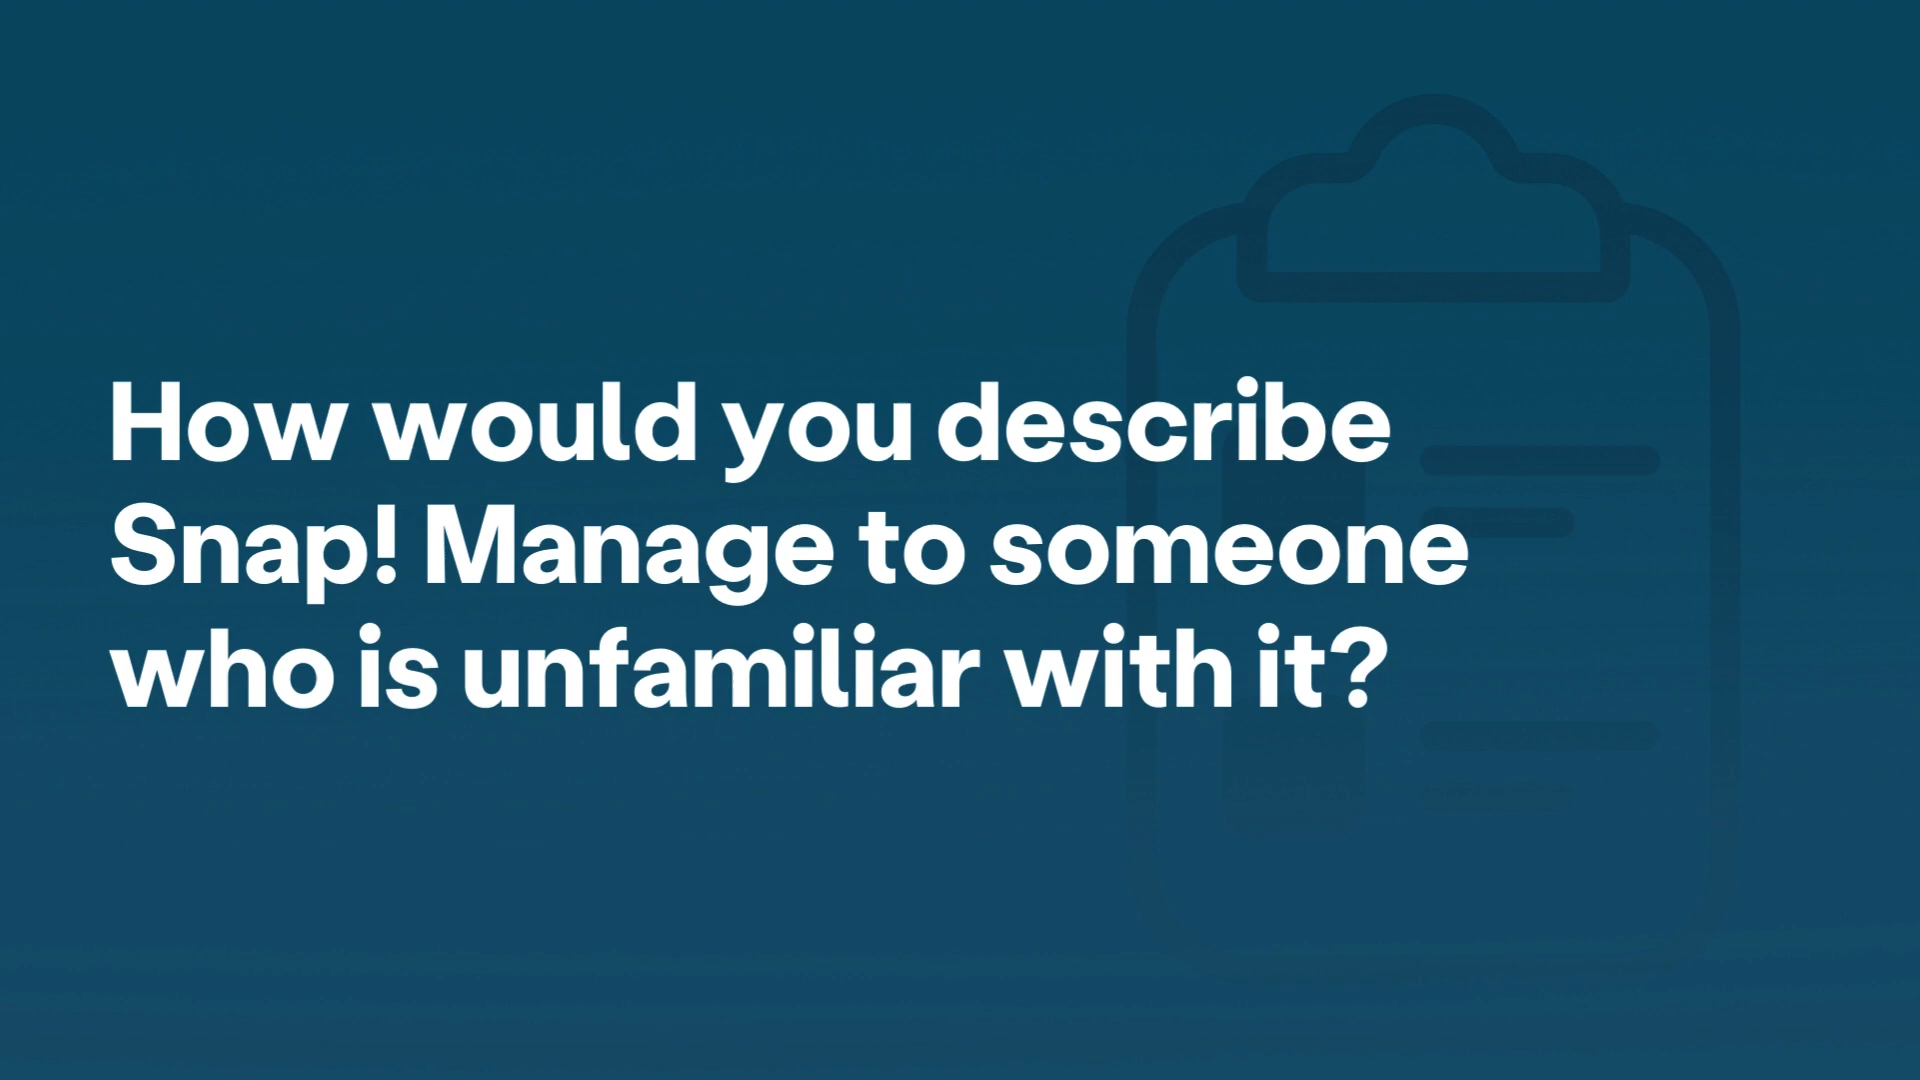 How would you describe
Snap! Manage to someone
who is unfamiliar with it?